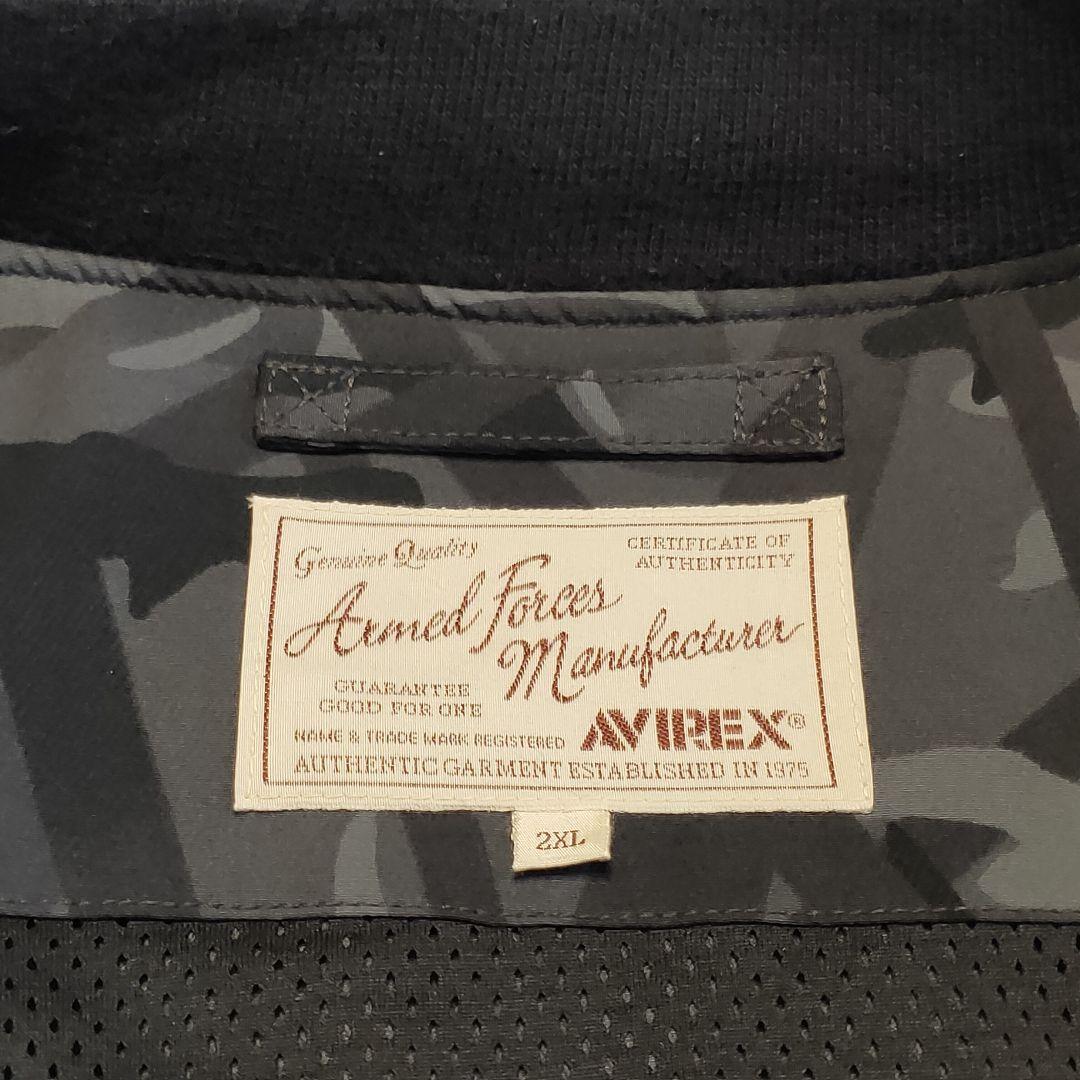 Genuine Quality
CERTIFICATE OF
AUTHENTICITY
Armed Forces
Manufacturer
GUARANTEE
GOOD FOR ONE
NAME & TRADE MARK REGISTERED
AVIREX®
AUTHENTIC GARMENT ESTABLISHED IN 1975
2XL